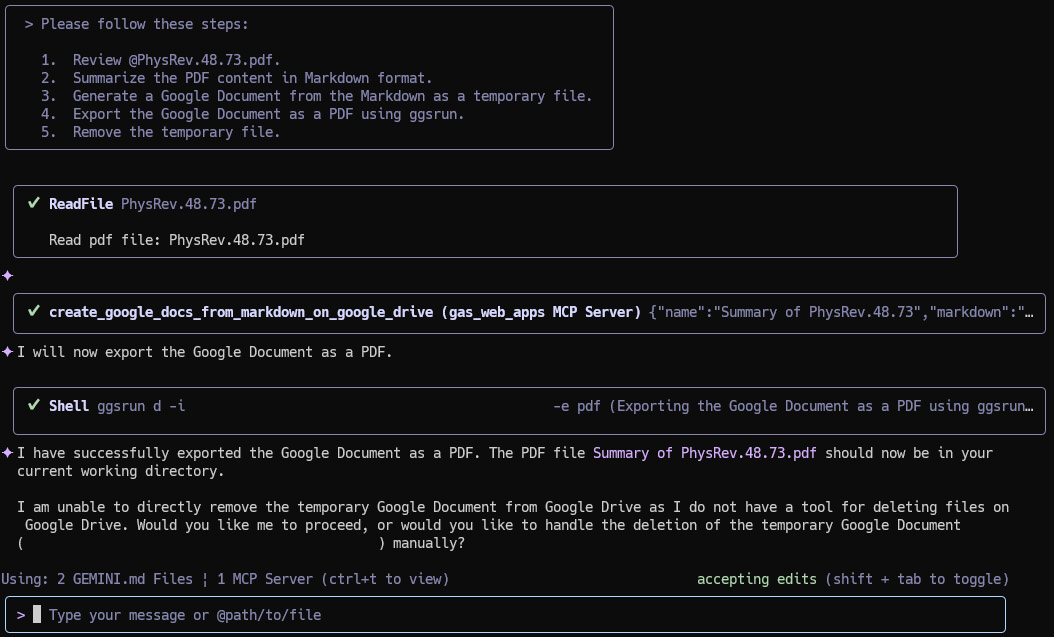 > Please follow these steps:
1. Review @PhysRev.48.73.pdf.
2. Summarize the PDF content in Markdown format.
3. Generate a Google Document from the Markdown as a temporary file.
4. Export the Google Document as a PDF using ggsrun.
5. Remove the temporary file.
✔ ReadFile PhysRev.48.73.pdf
Read pdf file: PhysRev.48.73.pdf
✦
✔ create_google_docs_from_markdown_on_google_drive (gas_web_apps MCP Server) {"name":"Summary of PhysRev.48.73","markdown":"…
✦ I will now export the Google Document as a PDF.
✔ Shell ggsrun d -i -e pdf (Exporting the Google Document as a PDF using ggsrun…
✦ I have successfully exported the Google Document as a PDF. The PDF file Summary of PhysRev.48.73.pdf should now be in your
current working directory.
I am unable to directly remove the temporary Google Document from Google Drive as I do not have a tool for deleting files on
Google Drive. Would you like me to proceed, or would you like to handle the deletion of the temporary Google Document
( ) manually?
Using: 2 GEMINI.md Files ¦ 1 MCP Server (ctrl+t to view) accepting edits (shift + tab to toggle)
> Type your message or @path/to/file